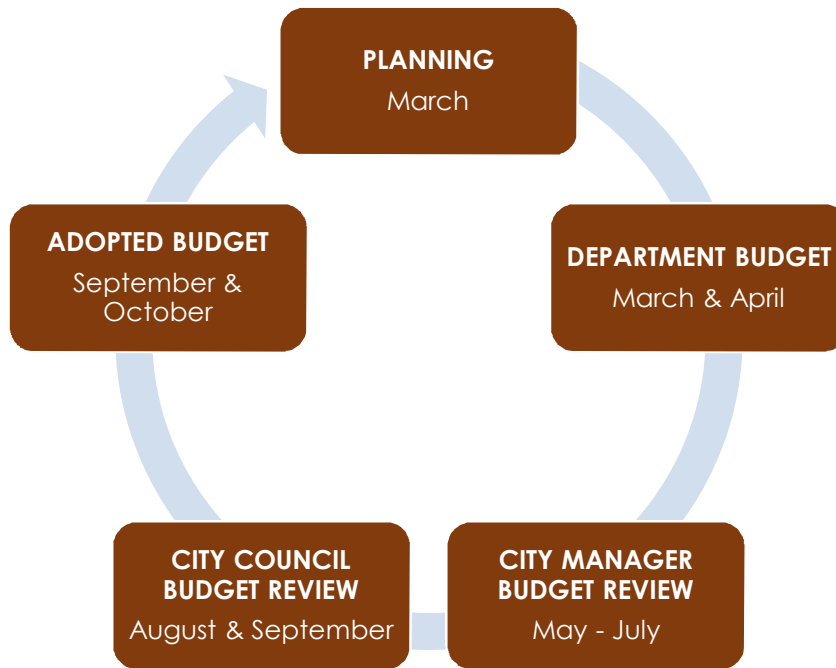 PLANNING
March
DEPARTMENT BUDGET
March & April
CITY MANAGER
BUDGET REVIEW
May - July
CITY COUNCIL
BUDGET REVIEW
August & September
ADOPTED BUDGET
September &
October